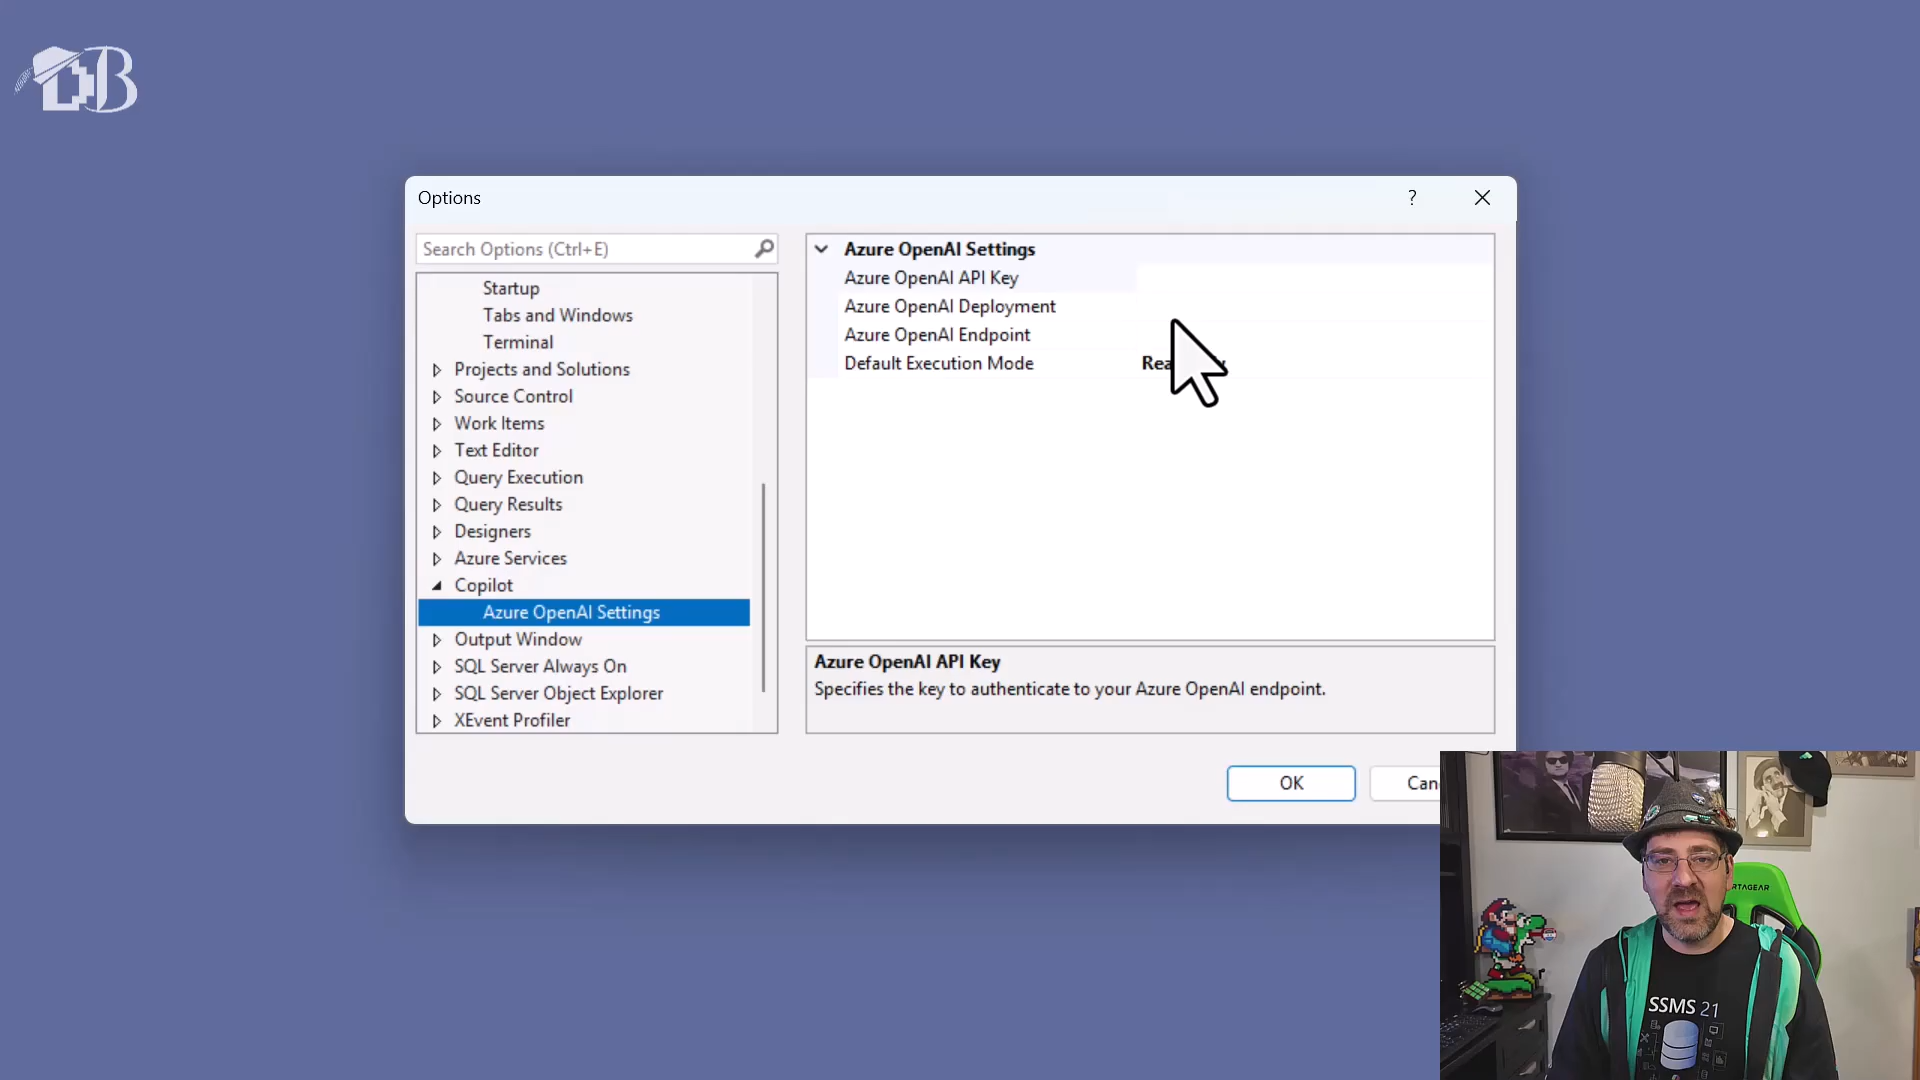 DB
Options
?
Search Options (Ctrl+E)
Startup
Tabs and Windows
Terminal
Projects and Solutions
Source Control
Work Items
Text Editor
Query Execution
Query Results
Designers
Azure Services
Copilot
Azure OpenAI Settings
Output Window
SQL Server Always On
SQL Server Object Explorer
XEvent Profiler
Azure OpenAI Settings
Azure OpenAI API Key
Azure OpenAI Deployment
Azure OpenAI Endpoint
Default Execution Mode
Azure OpenAI API Key
Specifies the key to authenticate to your Azure OpenAI endpoint.
OK
Can
RTAGEAR
SSMS 21